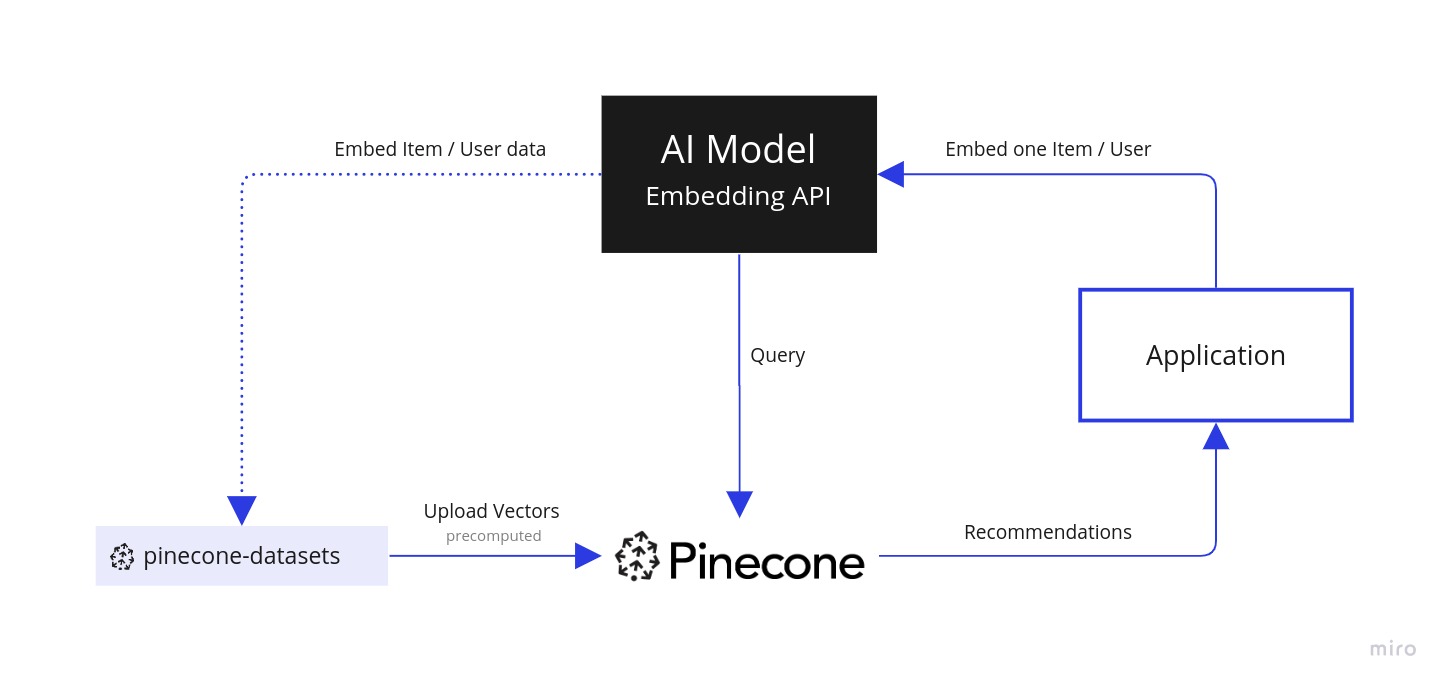 AI Model
Embedding API
Embed Item / User data
Embed one Item / User
Query
Application
pinecone-datasets
Upload Vectors
precomputed
Pinecone
Recommendations
miro